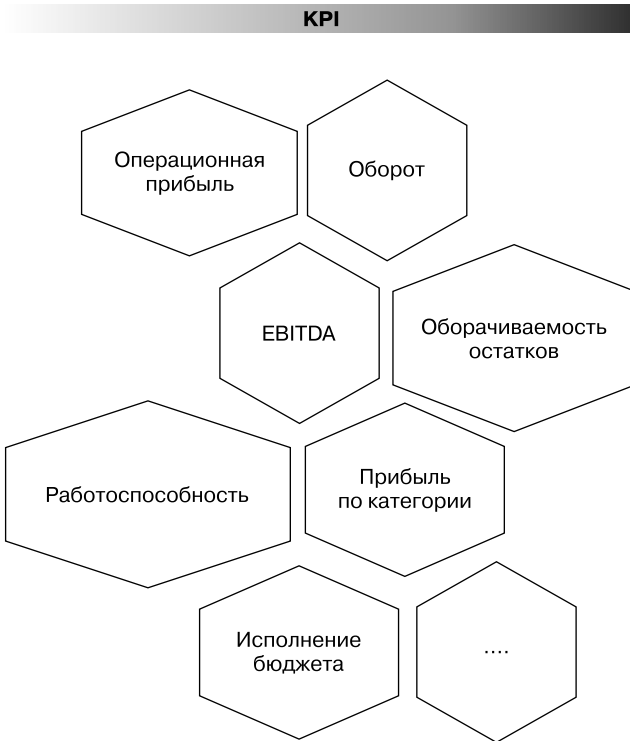 KPI
Операционная
прибыль
Оборот
EBITDA
Оборачиваемость
остатков
Работоспособность
Прибыль
по категории
Исполнение
бюджета
....